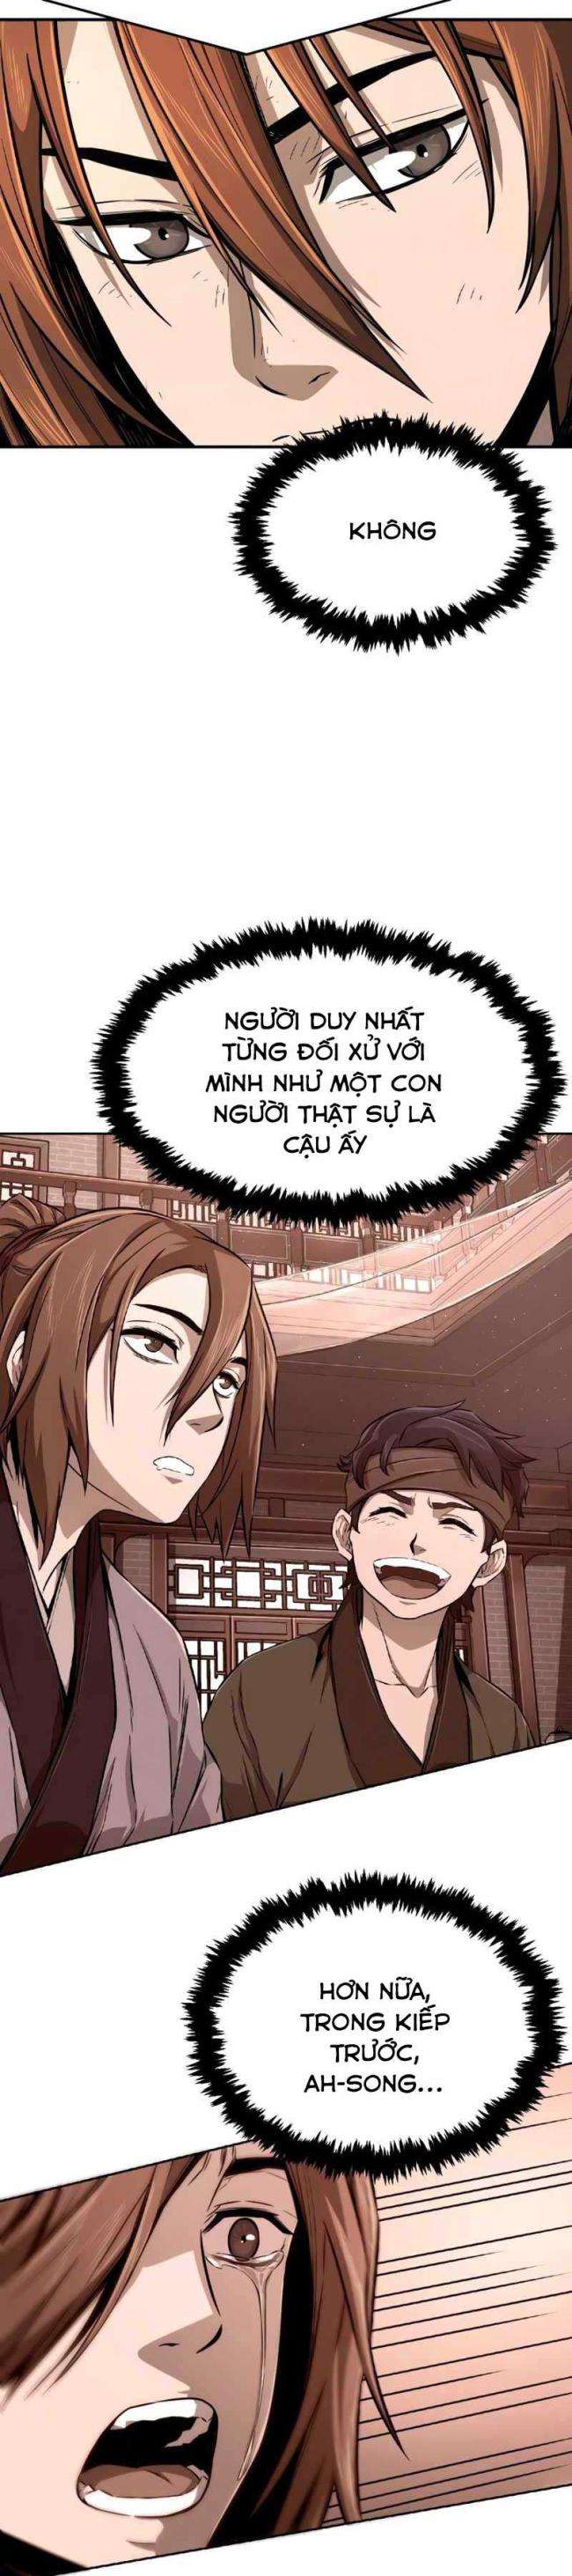 KHÔNG
NGƯỜI DUY NHẤT
TỪNG ĐỐI XỬ VỚI
MÌNH NHƯ MỘT CON
NGƯỜI THẬT SỰ LÀ
CẬU ẤY
HƠN NỮA,
TRONG KIẾP
TRƯỚC,
AH-SONG...